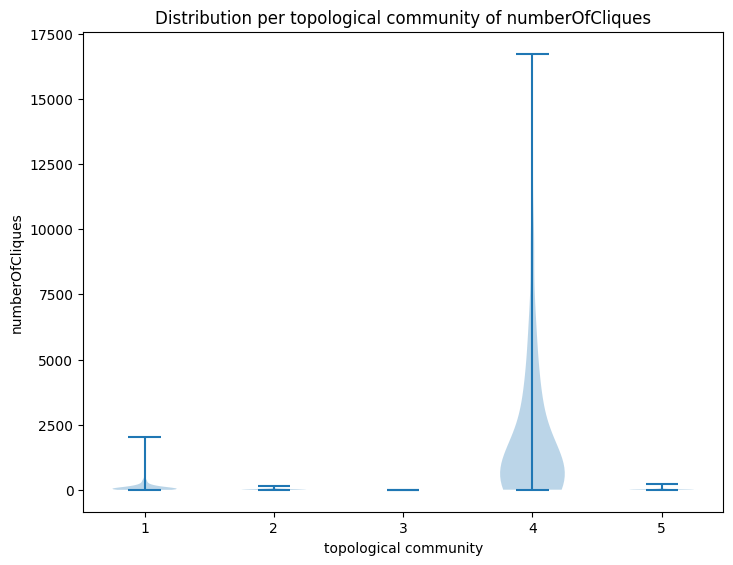 Distribution per topological community of numberOfCliques
17500
15000
12500
10000
7500
5000
2500
0
numberOfCliques
1 2 3 4 5
topological community